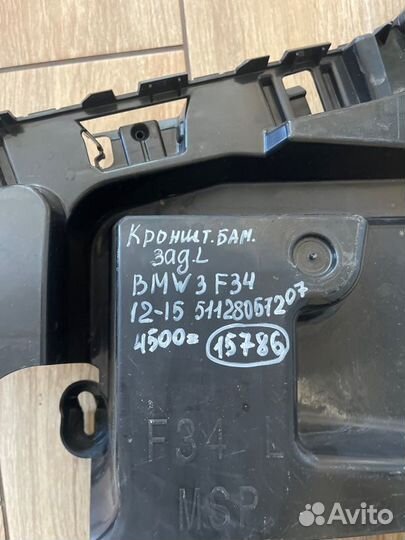 Кроншт. бам.
зад. L
BMW 3 F34
12-15 51128057207
4500=
15786
F34 L
MSP
Avito